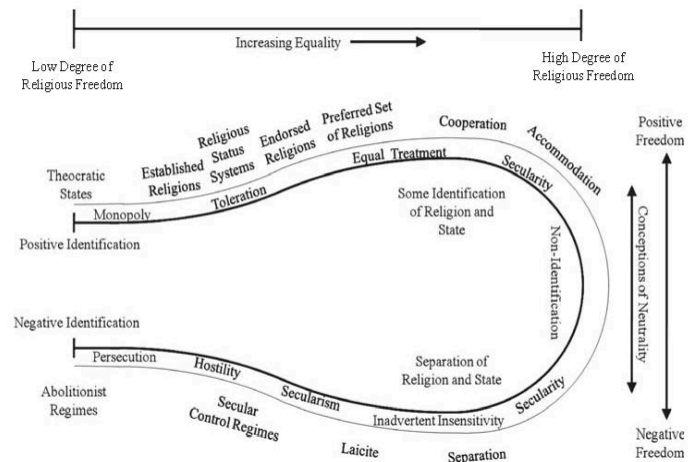 Increasing Equality
Low Degree of
Religious Freedom
High Degree of
Religious Freedom
Theocratic
States
Established
Religions
Religious
Status
Systems
Endorsed
Religions
Preferred Set
of Religions
Cooperation
Accommodation
Positive
Freedom
Monopoly
Toleration
Equal Treatment
Secularity
Positive Identification
Some Identification
of Religion and
State
Non-Identification
Conceptions of Neutrality
Negative Identification
Persecution
Hostility
Secularism
Inadvertent Insensitivity
Secularity
Separation of
Religion and State
Abolitionist
Regimes
Secular
Control Regimes
Laicite
Separation
Negative
Freedom